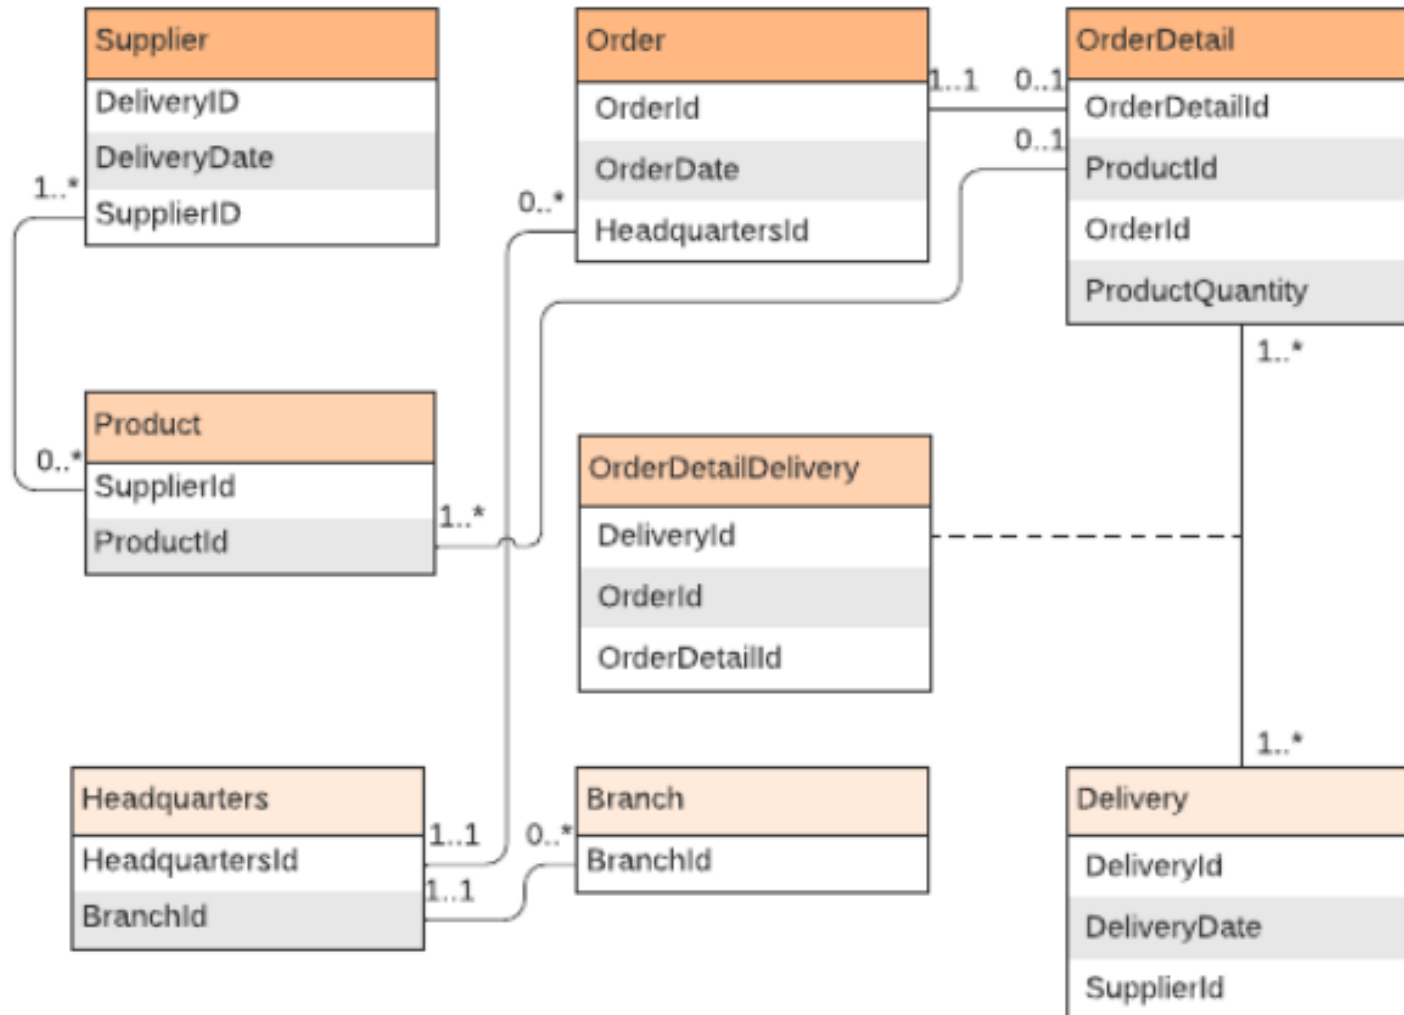 Supplier
DeliveryID
DeliveryDate
SupplierID
1..*
0..*
Product
SupplierId
ProductId
1..*
Order
OrderId
OrderDate
HeadquartersId
0..*
1..1
0..1
0..1
OrderDetail
OrderDetailId
ProductId
OrderId
ProductQuantity
1..*
OrderDetailDelivery
DeliveryId
OrderId
OrderDetailId
1..*
Headquarters
HeadquartersId
BranchId
1..1
1..1
0..*
Branch
BranchId
Delivery
DeliveryId
DeliveryDate
SupplierId